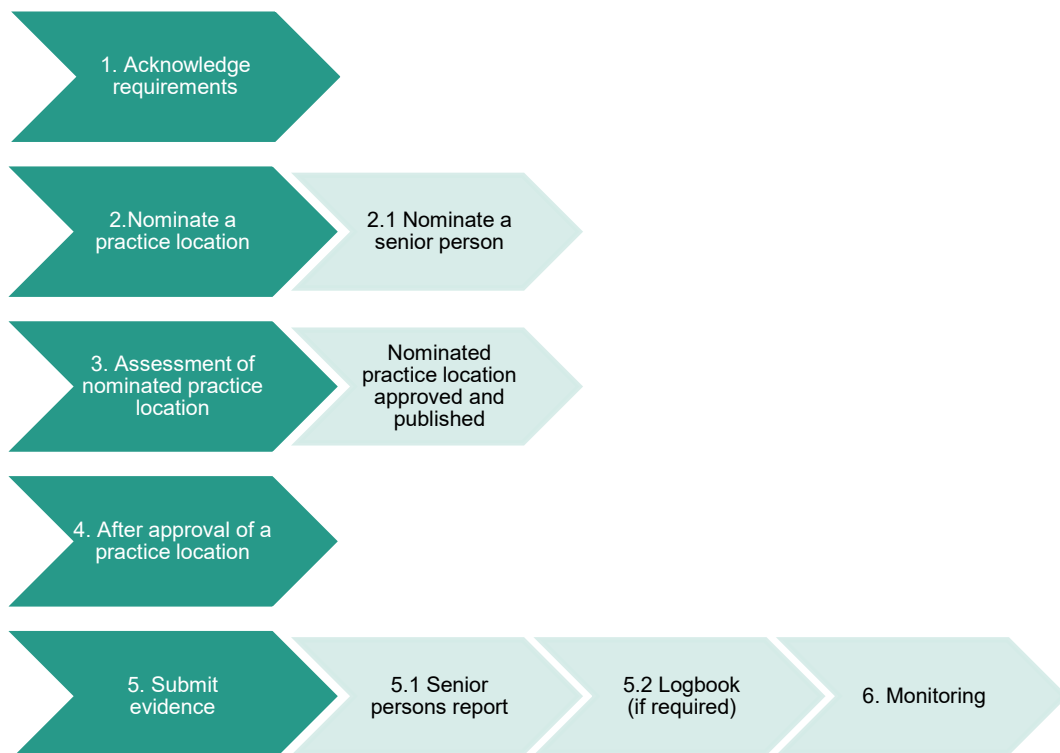 1. Acknowledge
requirements
2.Nominate a
practice location
2.1 Nominate a
senior person
3. Assessment of
nominated practice
location
Nominated
practice location
approved and
published
4. After approval of a
practice location
5. Submit
evidence
5.1 Senior
persons report
5.2 Logbook
(if required)
6. Monitoring